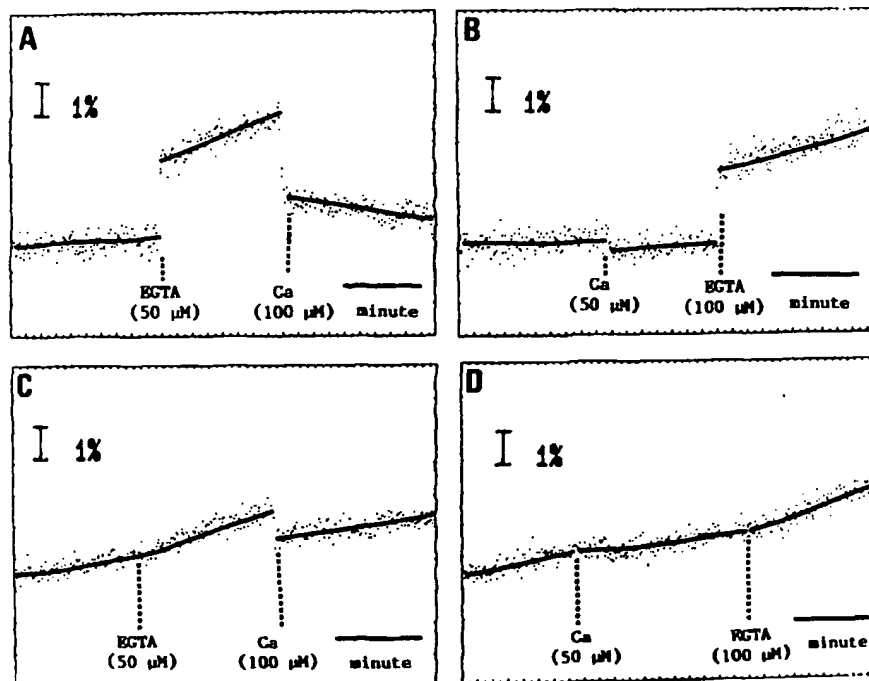 A
1%
EGTA
(50 µM)
Ca
(100 µM)
minute
B
1%
Ca
(50 µM)
EGTA
(100 µM)
minute
C
1%
EGTA
(50 µM)
Ca
(100 µM)
minute
D
1%
Ca
(50 µM)
EGTA
(100 µM)
minute